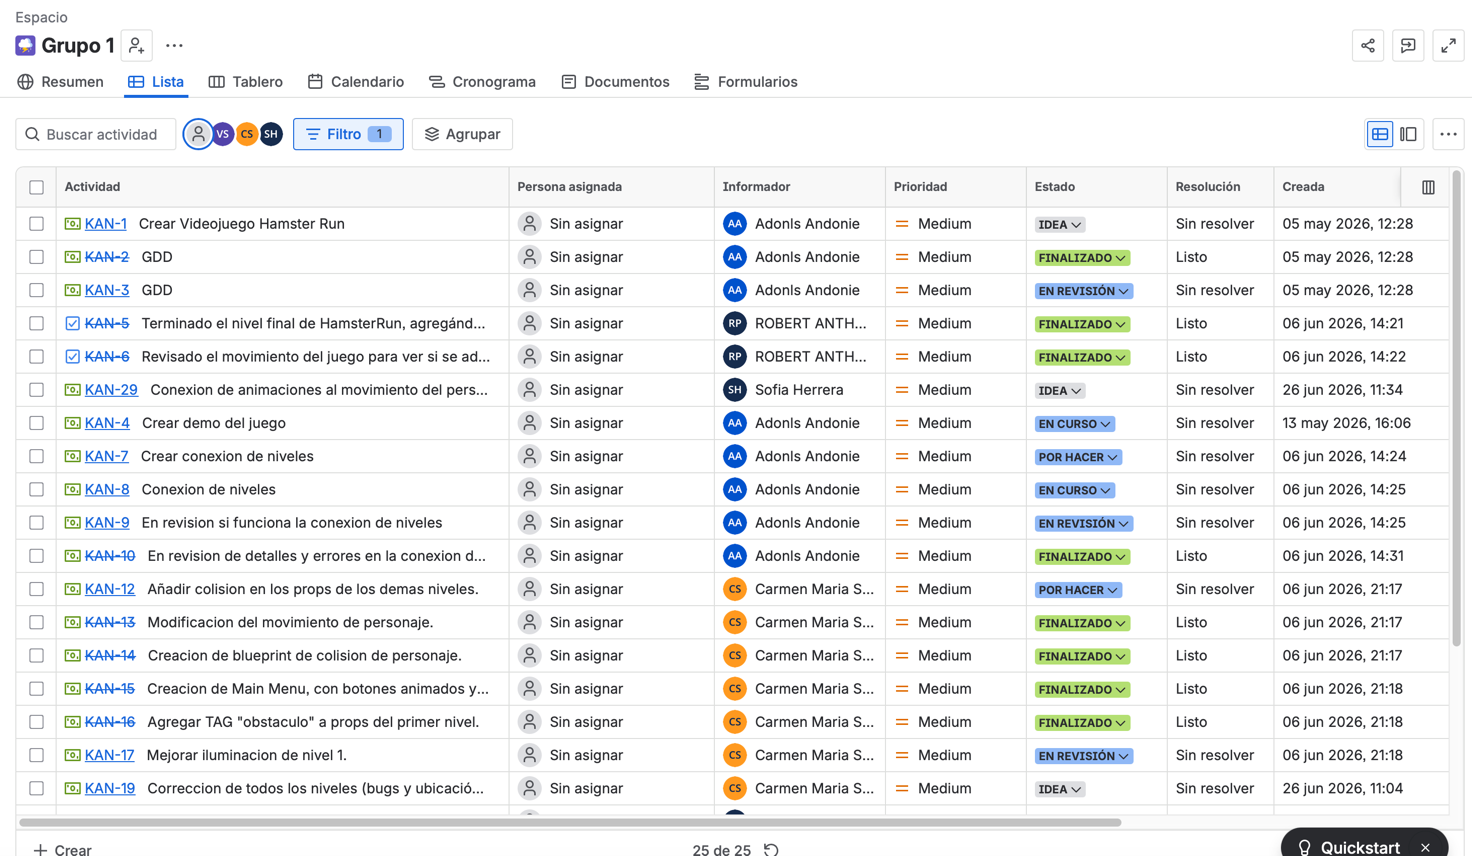 Espacio
Grupo 1
Resumen Lista Tablero Calendario Cronograma Documentos Formularios
Buscar actividad VS CS SH Filtro 1 Agrupar
Actividad Persona asignada Informador Prioridad Estado Resolución Creada
KAN-1 Crear Videojuego Hamster Run Sin asignar AA Adonls Andonie Medium IDEA Sin resolver 05 may 2026, 12:28
KAN-2 GDD Sin asignar AA Adonls Andonie Medium FINALIZADO Listo 05 may 2026, 12:28
KAN-3 GDD Sin asignar AA Adonls Andonie Medium EN REVISIÓN Sin resolver 05 may 2026, 12:28
KAN-5 Terminado el nivel final de HamsterRun, agregánd... Sin asignar RP ROBERT ANTH... Medium FINALIZADO Listo 06 jun 2026, 14:21
KAN-6 Revisado el movimiento del juego para ver si se ad... Sin asignar RP ROBERT ANTH... Medium FINALIZADO Listo 06 jun 2026, 14:22
KAN-29 Conexion de animaciones al movimiento del pers... Sin asignar SH Sofia Herrera Medium IDEA Sin resolver 26 jun 2026, 11:34
KAN-4 Crear demo del juego Sin asignar AA Adonls Andonie Medium EN CURSO Sin resolver 13 may 2026, 16:06
KAN-7 Crear conexion de niveles Sin asignar AA Adonls Andonie Medium POR HACER Sin resolver 06 jun 2026, 14:24
KAN-8 Conexion de niveles Sin asignar AA Adonls Andonie Medium EN CURSO Sin resolver 06 jun 2026, 14:25
KAN-9 En revision si funciona la conexion de niveles Sin asignar AA Adonls Andonie Medium EN REVISIÓN Sin resolver 06 jun 2026, 14:25
KAN-10 En revision de detalles y errores en la conexion d... Sin asignar AA Adonls Andonie Medium FINALIZADO Listo 06 jun 2026, 14:31
KAN-12 Añadir colision en los props de los demas niveles. Sin asignar CS Carmen Maria S... Medium POR HACER Sin resolver 06 jun 2026, 21:17
KAN-13 Modificacion del movimiento de personaje. Sin asignar CS Carmen Maria S... Medium FINALIZADO Listo 06 jun 2026, 21:17
KAN-14 Creacion de blueprint de colision de personaje. Sin asignar CS Carmen Maria S... Medium FINALIZADO Listo 06 jun 2026, 21:17
KAN-15 Creacion de Main Menu, con botones animados y... Sin asignar CS Carmen Maria S... Medium FINALIZADO Listo 06 jun 2026, 21:18
KAN-16 Agregar TAG "obstaculo" a props del primer nivel. Sin asignar CS Carmen Maria S... Medium FINALIZADO Listo 06 jun 2026, 21:18
KAN-17 Mejorar iluminacion de nivel 1. Sin asignar CS Carmen Maria S... Medium EN REVISIÓN Sin resolver 06 jun 2026, 21:18
KAN-19 Correccion de todos los niveles (bugs y ubicació... Sin asignar CS Carmen Maria S... Medium IDEA Sin resolver 26 jun 2026, 11:04
Crear 25 de 25 Quickstart